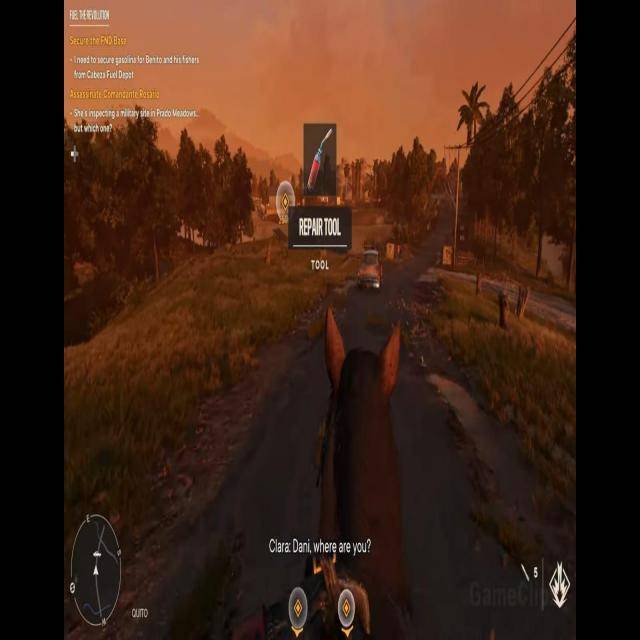 FUEL THE REVOLUTION
Secure the FND Base
- I need to secure gasoline for Benito and his fishers
from Cabeza Fuel Depot
Assassinate Comandante Rosario
- She's inspecting a military site in Prado Meadows...
but which one?
REPAIR TOOL
TOOL
Clara: Dani, where are you?
5
QUITO